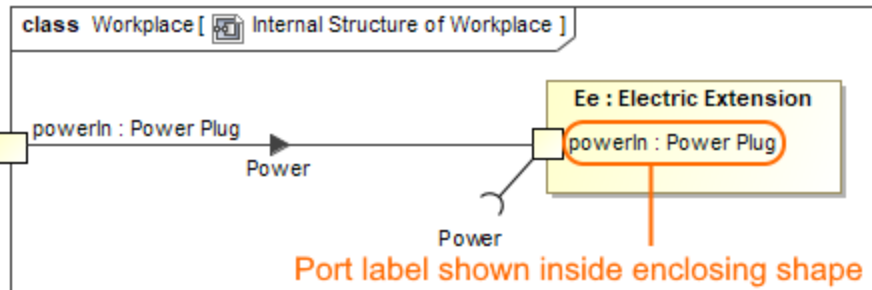 class Workplace[ Internal Structure of Workplace ]
Ee : Electric Extension
powerIn : Power Plug
powerIn : Power Plug
Power
Power
Port label shown inside enclosing shape